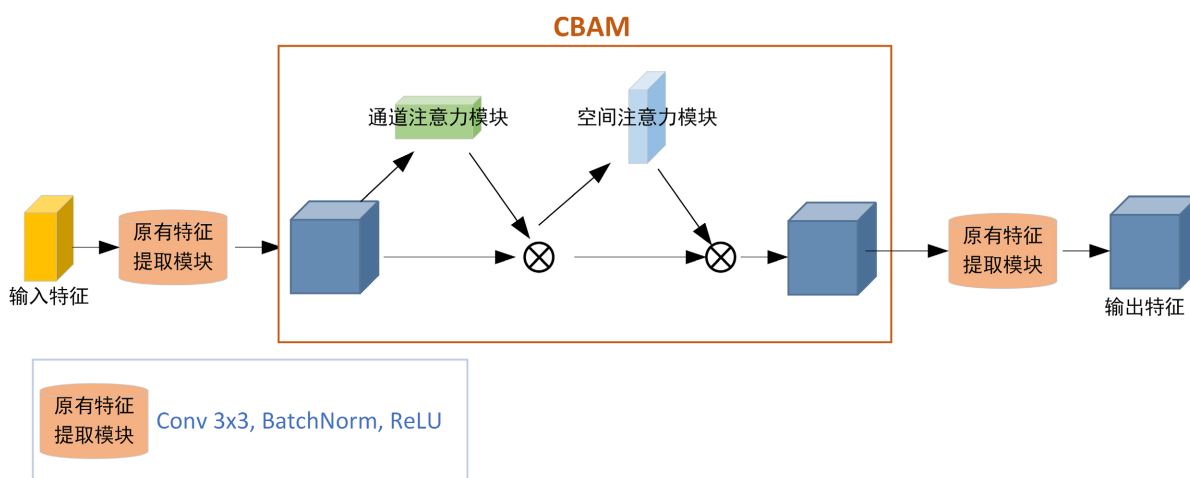 CBAM
通道注意力模块
空间注意力模块
原有特征
提取模块
输入特征
原有特征
提取模块
输出特征
原有特征
提取模块
Conv 3x3, BatchNorm, ReLU